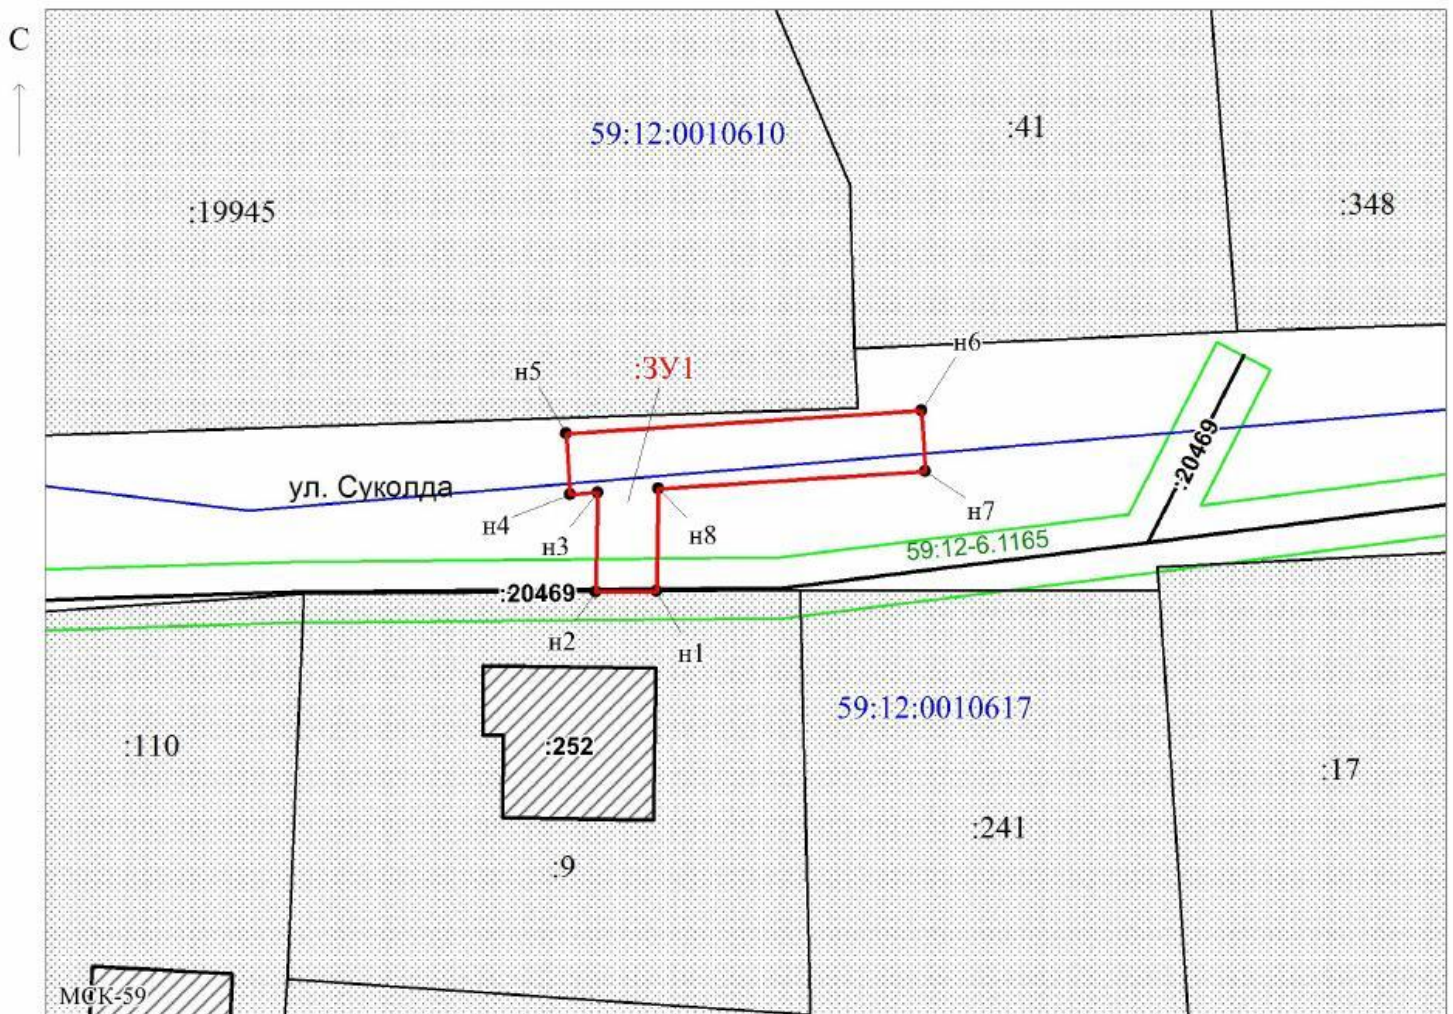 С
59:12:0010610
:41
:19945
:348
н6
н5
:ЗУ1
:20469
ул. Суколда
н4
н7
н3
н8
59:12-6.1165
:20469
н2
н1
59:12:0010617
:110
:252
:17
:241
:9
МСК-59